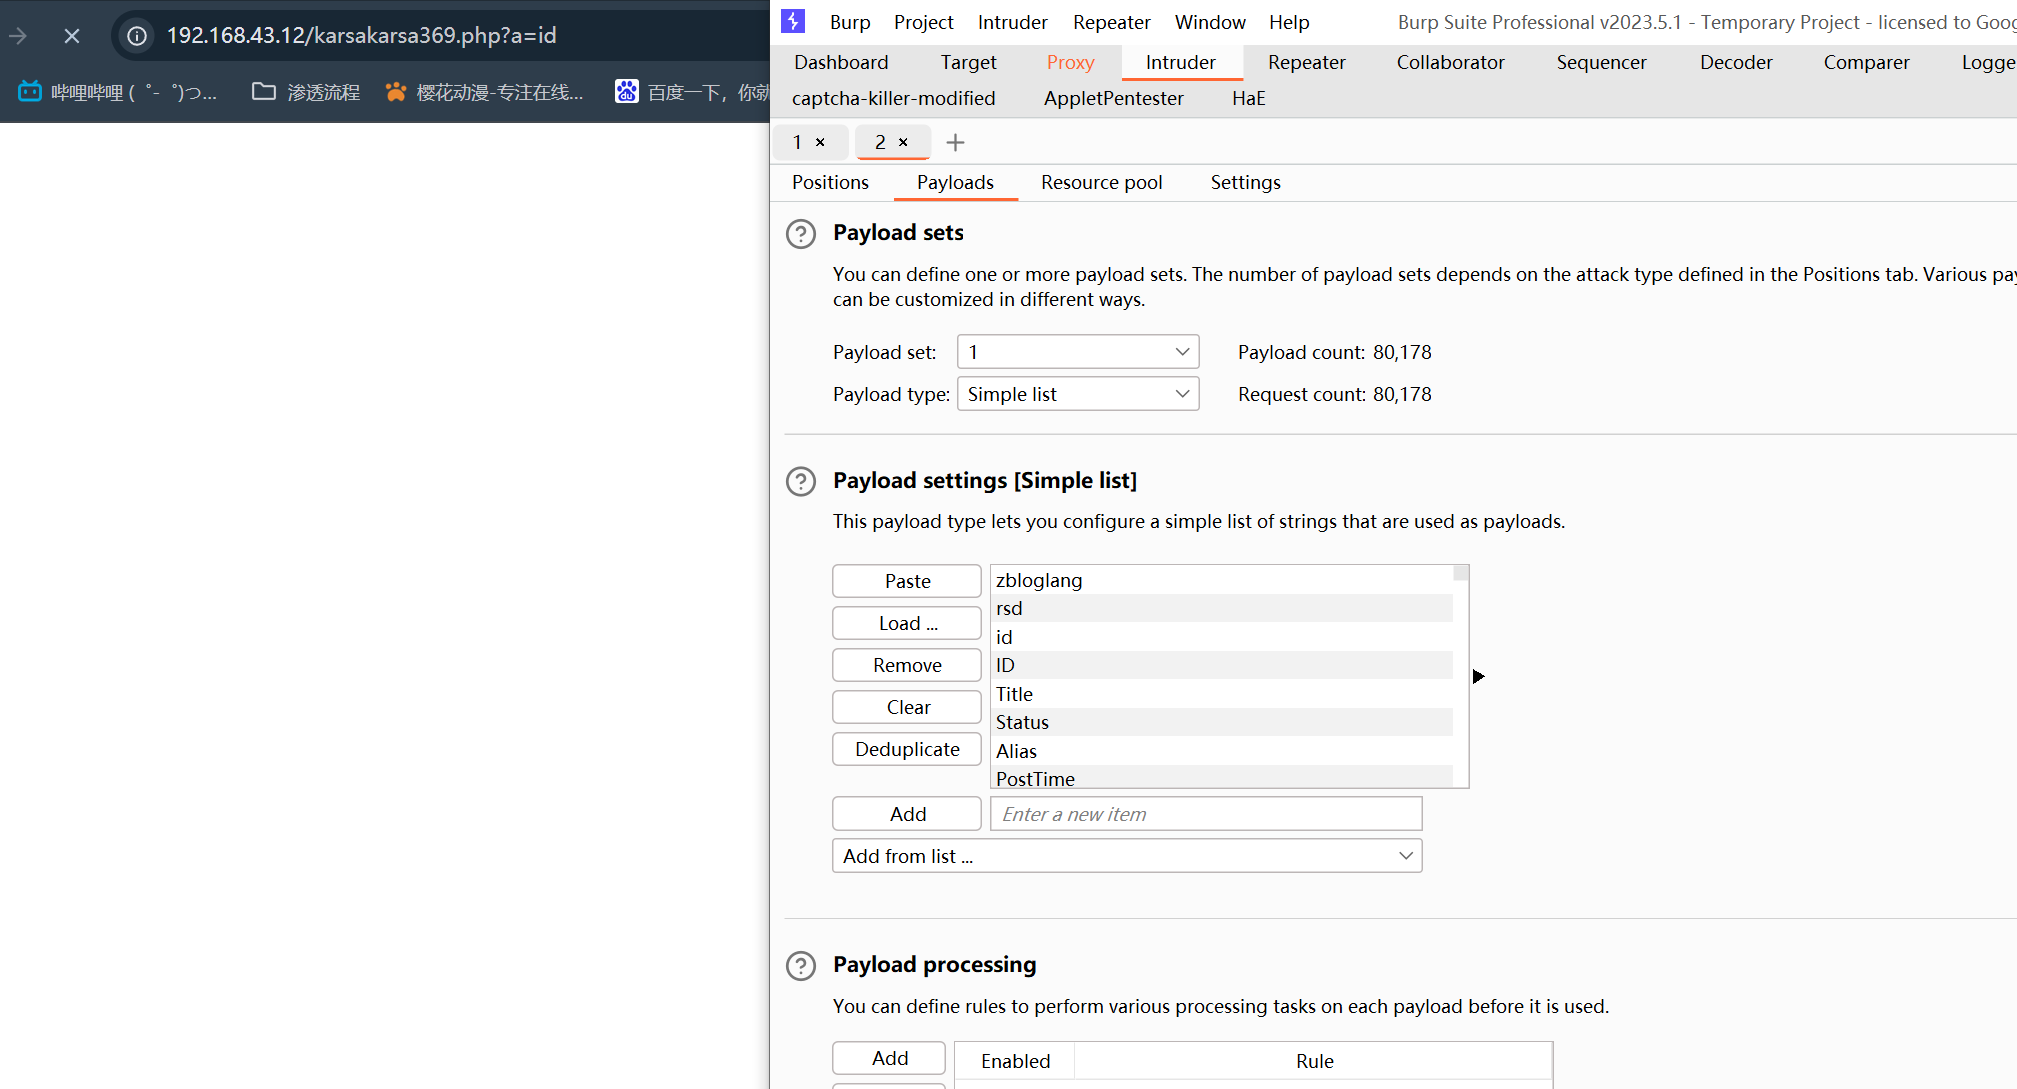 192.168.43.12/karsakarsa369.php?a=id
哔哩哔哩 ( ゜- ゜)つ...
渗透流程
樱花动漫-专注在线...
百度一下，你就
Burp Project Intruder Repeater Window Help
Burp Suite Professional v2023.5.1 - Temporary Project - licensed to Goog
Dashboard Target Proxy Intruder Repeater Collaborator Sequencer Decoder Comparer Logge
captcha-killer-modified AppletPentester HaE
1 × 2 × +
Positions Payloads Resource pool Settings
Payload sets
You can define one or more payload sets. The number of payload sets depends on the attack type defined in the Positions tab. Various pay
can be customized in different ways.
Payload set: 1 Payload count: 80,178
Payload type: Simple list Request count: 80,178
Payload settings [Simple list]
This payload type lets you configure a simple list of strings that are used as payloads.
Paste
Load ...
Remove
Clear
Deduplicate
zbloglang
rsd
id
ID
Title
Status
Alias
PostTime
Add Enter a new item
Add from list ...
Payload processing
You can define rules to perform various processing tasks on each payload before it is used.
Add Enabled Rule